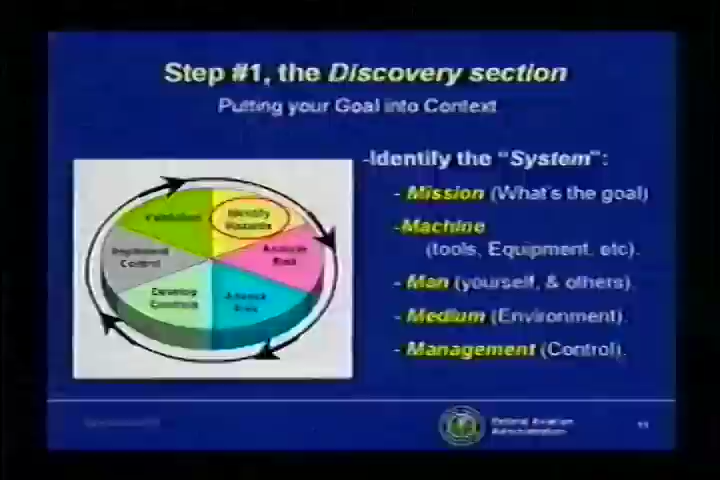 Step #1, the Discovery section
Putting your Goal into Context
-Identify the "System":
- Mission (What's the goal)
-Machine
(tools, Equipment, etc).
- Man (yourself, & others).
- Medium (Environment).
- Management (Control).
Validation
Identify
Hazards
Analyze
Risk
Assess
Risk
Develop
Controls
Implement
Control
Federal Aviation
Administration